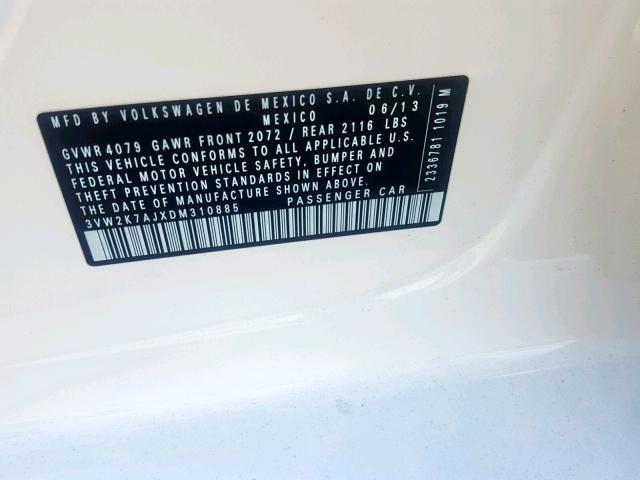 MFD BY VOLKSWAGEN DE MEXICO S.A. DE C.V.
MEXICO 06/13
GVWR 4079 GAWR FRONT 2072 / REAR 2116 LBS
THIS VEHICLE CONFORMS TO ALL APPLICABLE U.S.
FEDERAL MOTOR VEHICLE SAFETY, BUMPER AND
THEFT PREVENTION STANDARDS IN EFFECT ON
THE DATE OF MANUFACTURE SHOWN ABOVE.
3VW2K7AJXDM310885 PASSENGER CAR
2336781 1019 M